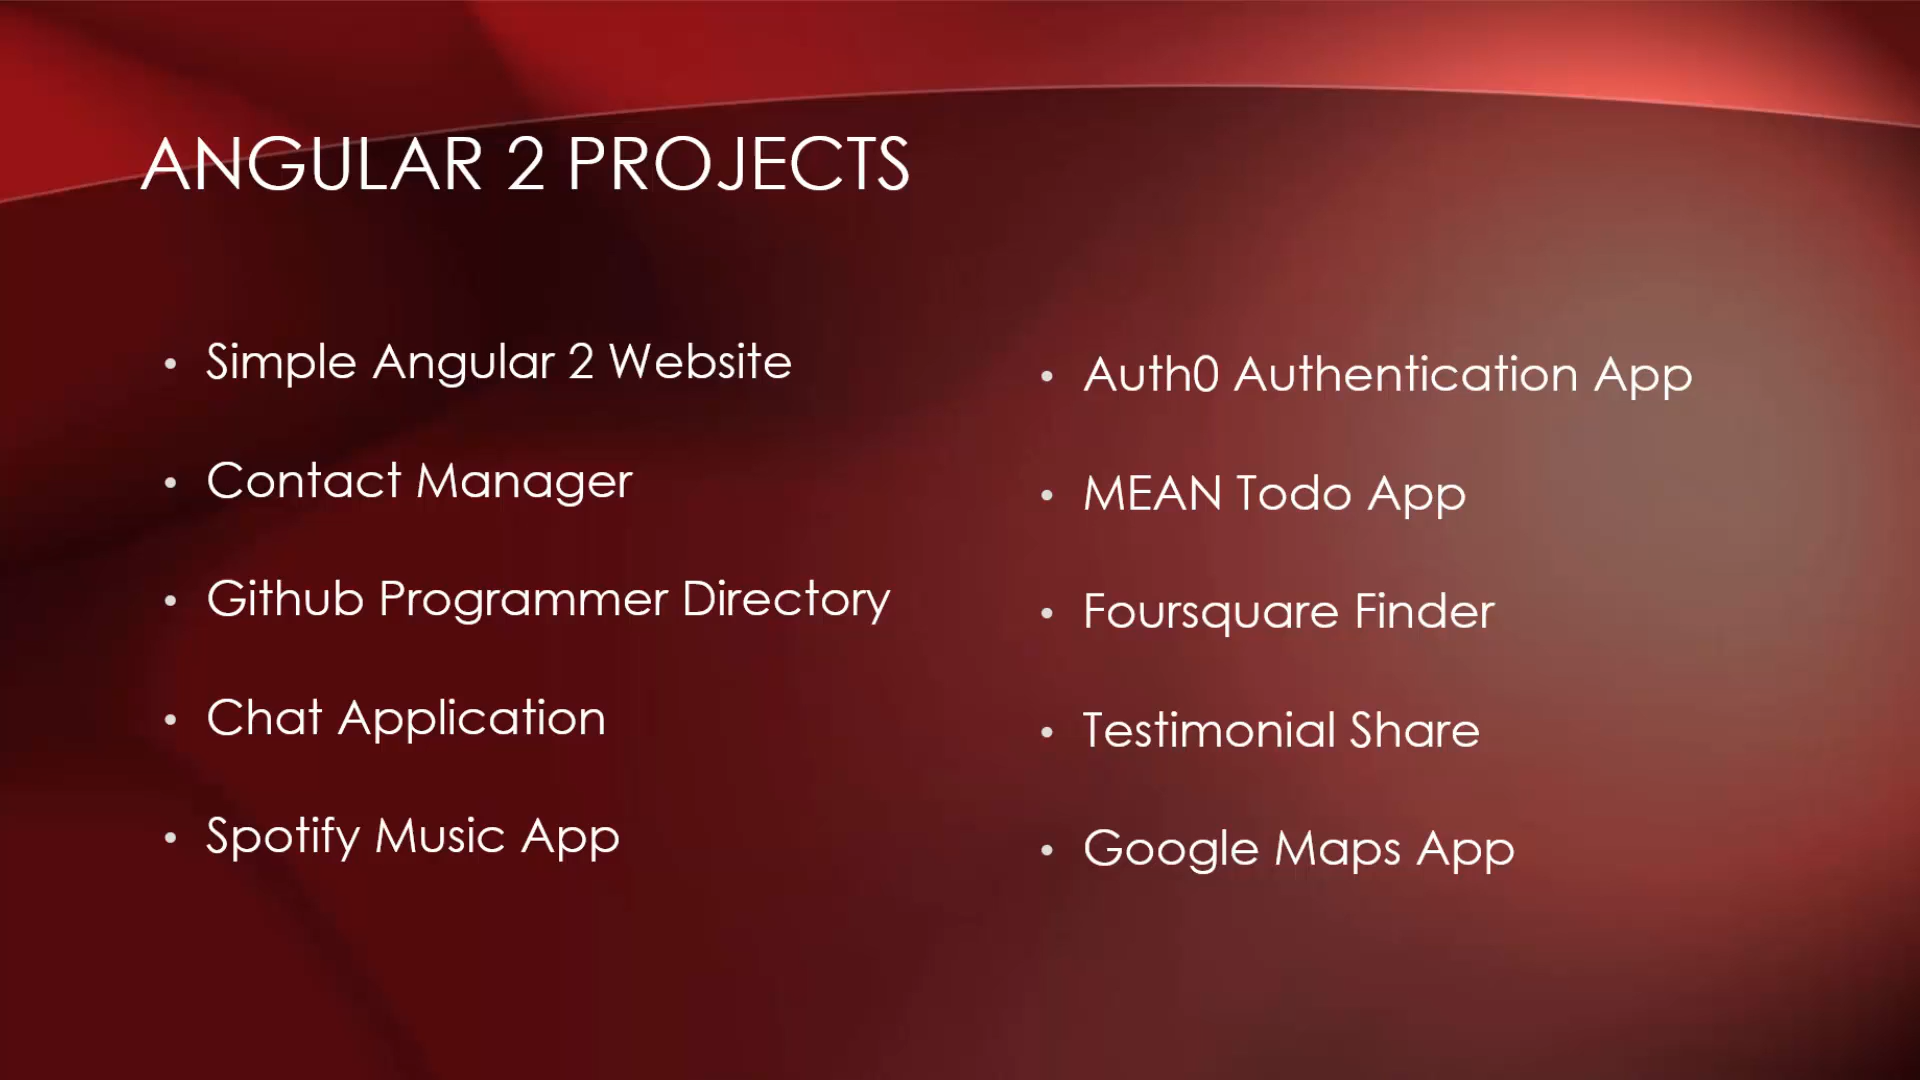 ANGULAR 2 PROJECTS
• Simple Angular 2 Website
• Contact Manager
• Github Programmer Directory
• Chat Application
• Spotify Music App
• Auth0 Authentication App
• MEAN Todo App
• Foursquare Finder
• Testimonial Share
• Google Maps App